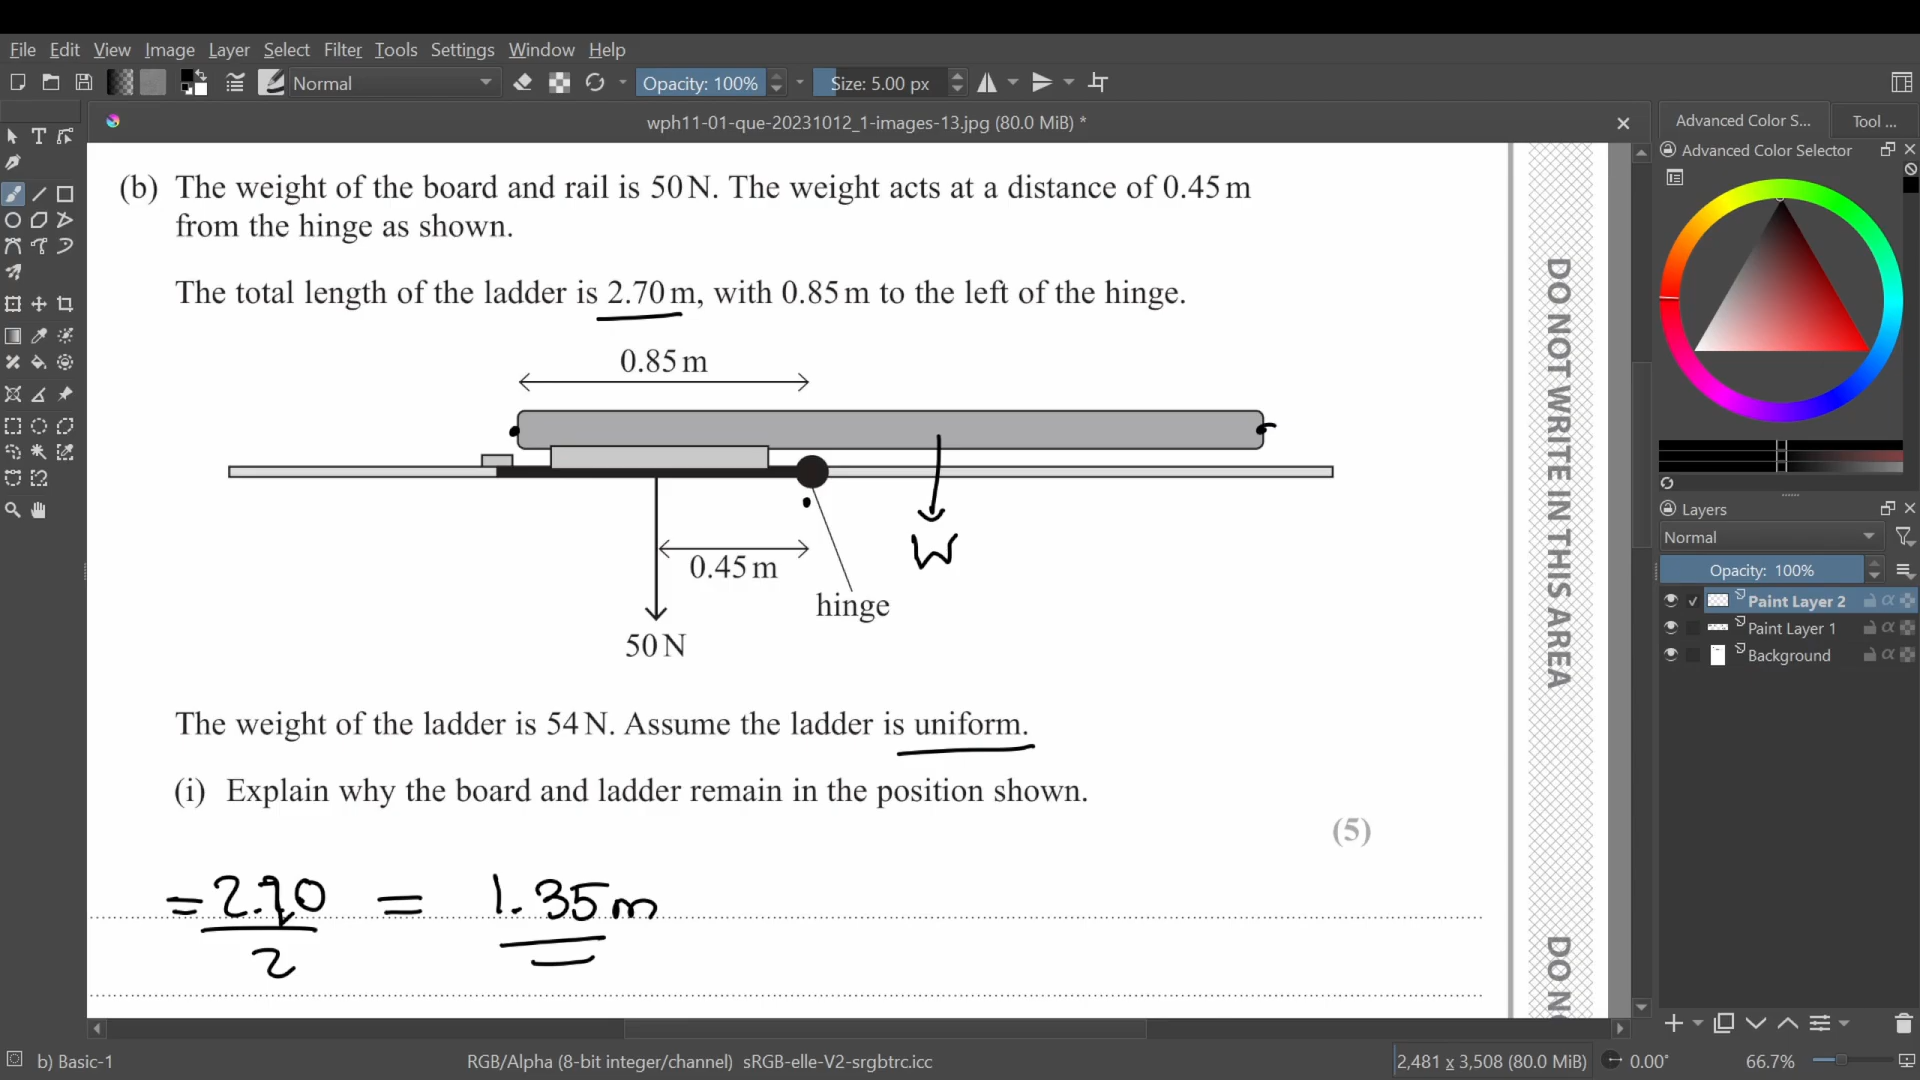 File Edit View Image Layer Select Filter Tools Settings Window Help
Normal Opacity: 100% Size: 5.00 px
wph11-01-que-20231012_1-images-13.jpg (80.0 MiB) *
Advanced Color S... Tool ...
Advanced Color Selector
(b) The weight of the board and rail is 50 N. The weight acts at a distance of 0.45 m
from the hinge as shown.
The total length of the ladder is 2.70 m, with 0.85 m to the left of the hinge.
0.85 m
W
0.45 m
hinge
50 N
The weight of the ladder is 54 N. Assume the ladder is uniform.
(i) Explain why the board and ladder remain in the position shown.
(5)
= 2.70 = 1.35 m
2
DO NOT WRITE IN THIS AREA
DO NO
Layers
Normal
Opacity: 100%
Paint Layer 2
Paint Layer 1
Background
b) Basic-1 RGB/Alpha (8-bit integer/channel) sRGB-elle-V2-srgbtrc.icc 2,481 x 3,508 (80.0 MiB) 0.00° 66.7%